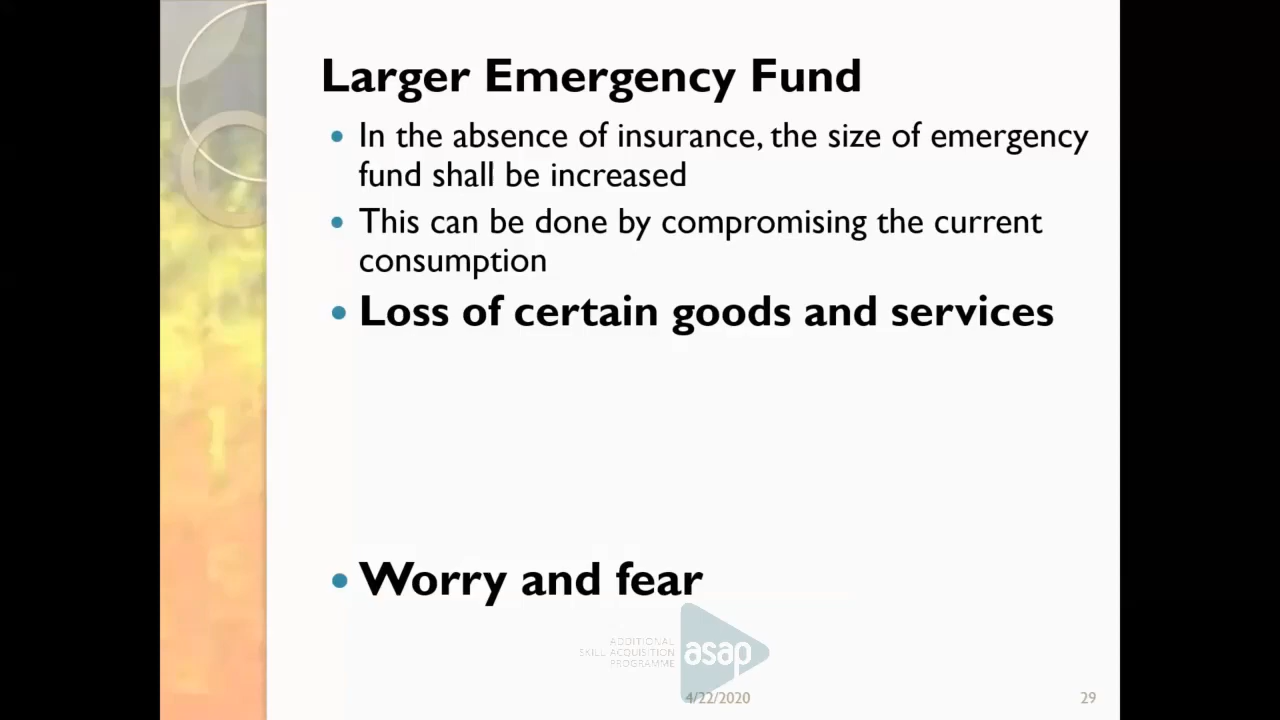 Larger Emergency Fund
• In the absence of insurance, the size of emergency
fund shall be increased
• This can be done by compromising the current
consumption
• Loss of certain goods and services
• Worry and fear
ADDITIONAL
SKILL ACQUISITION
PROGRAMME
asap
4/22/2020
29